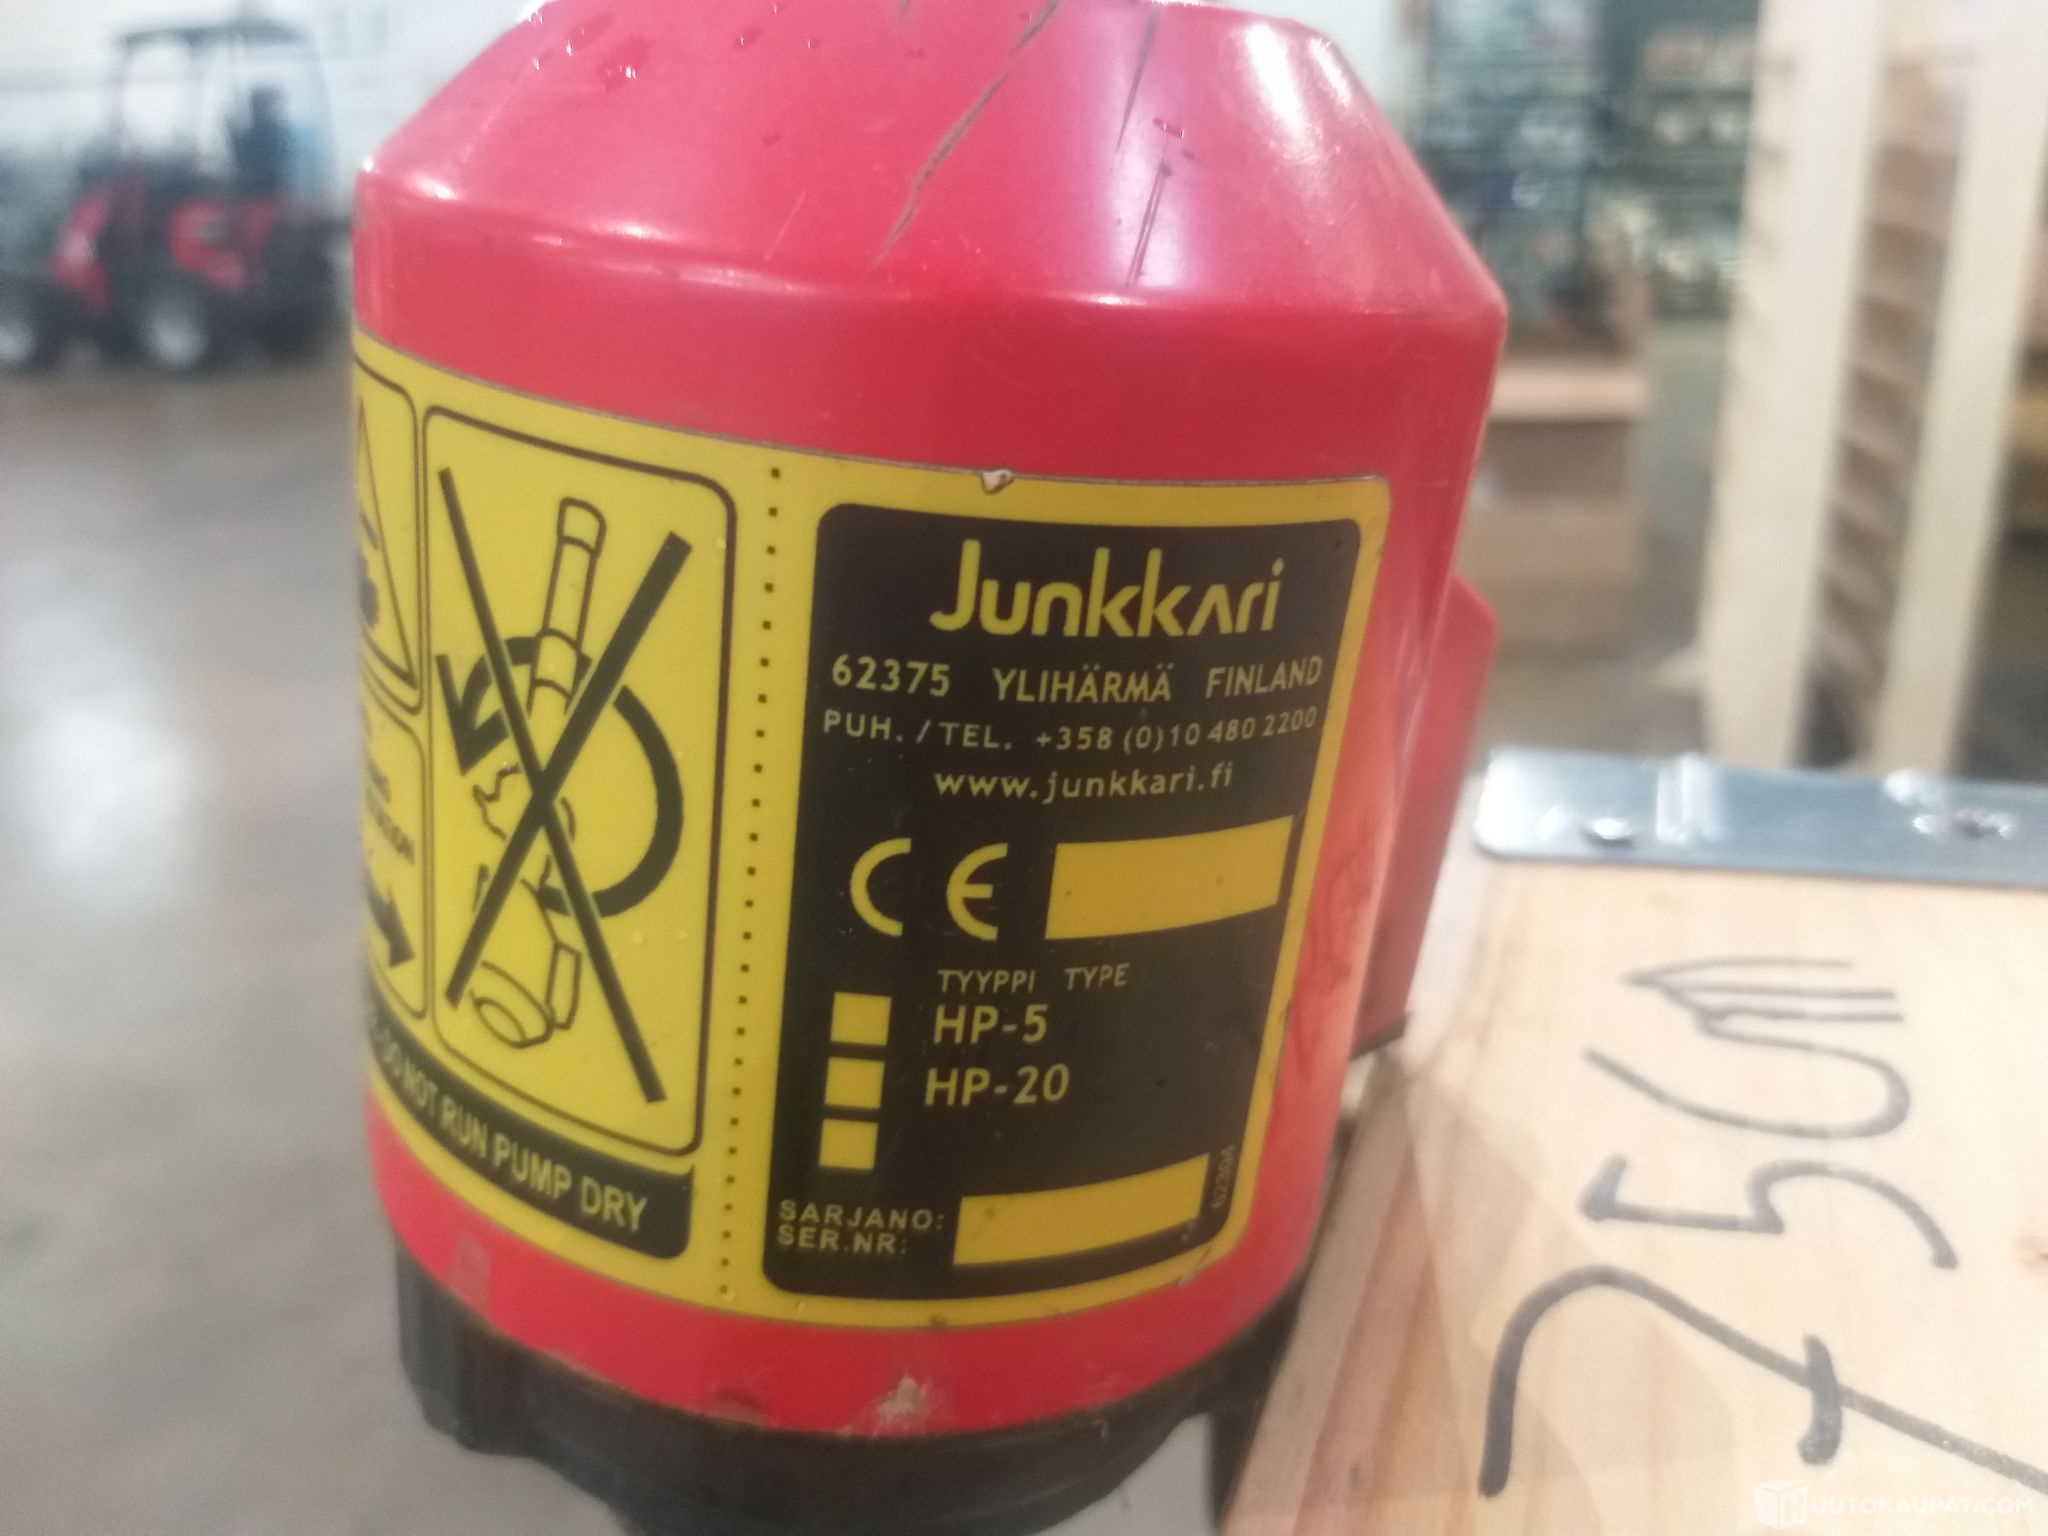 Junkkari
62375 YLIHÄRMÄ FINLAND
PUH. / TEL. +358 (0)10 480 2200
www.junkkari.fi
CE
TYYPPI TYPE
HP-5
HP-20
SARJANO:
SER.NR:
62304
DO NOT RUN PUMP DRY
HUUTOKAUPAT.COM